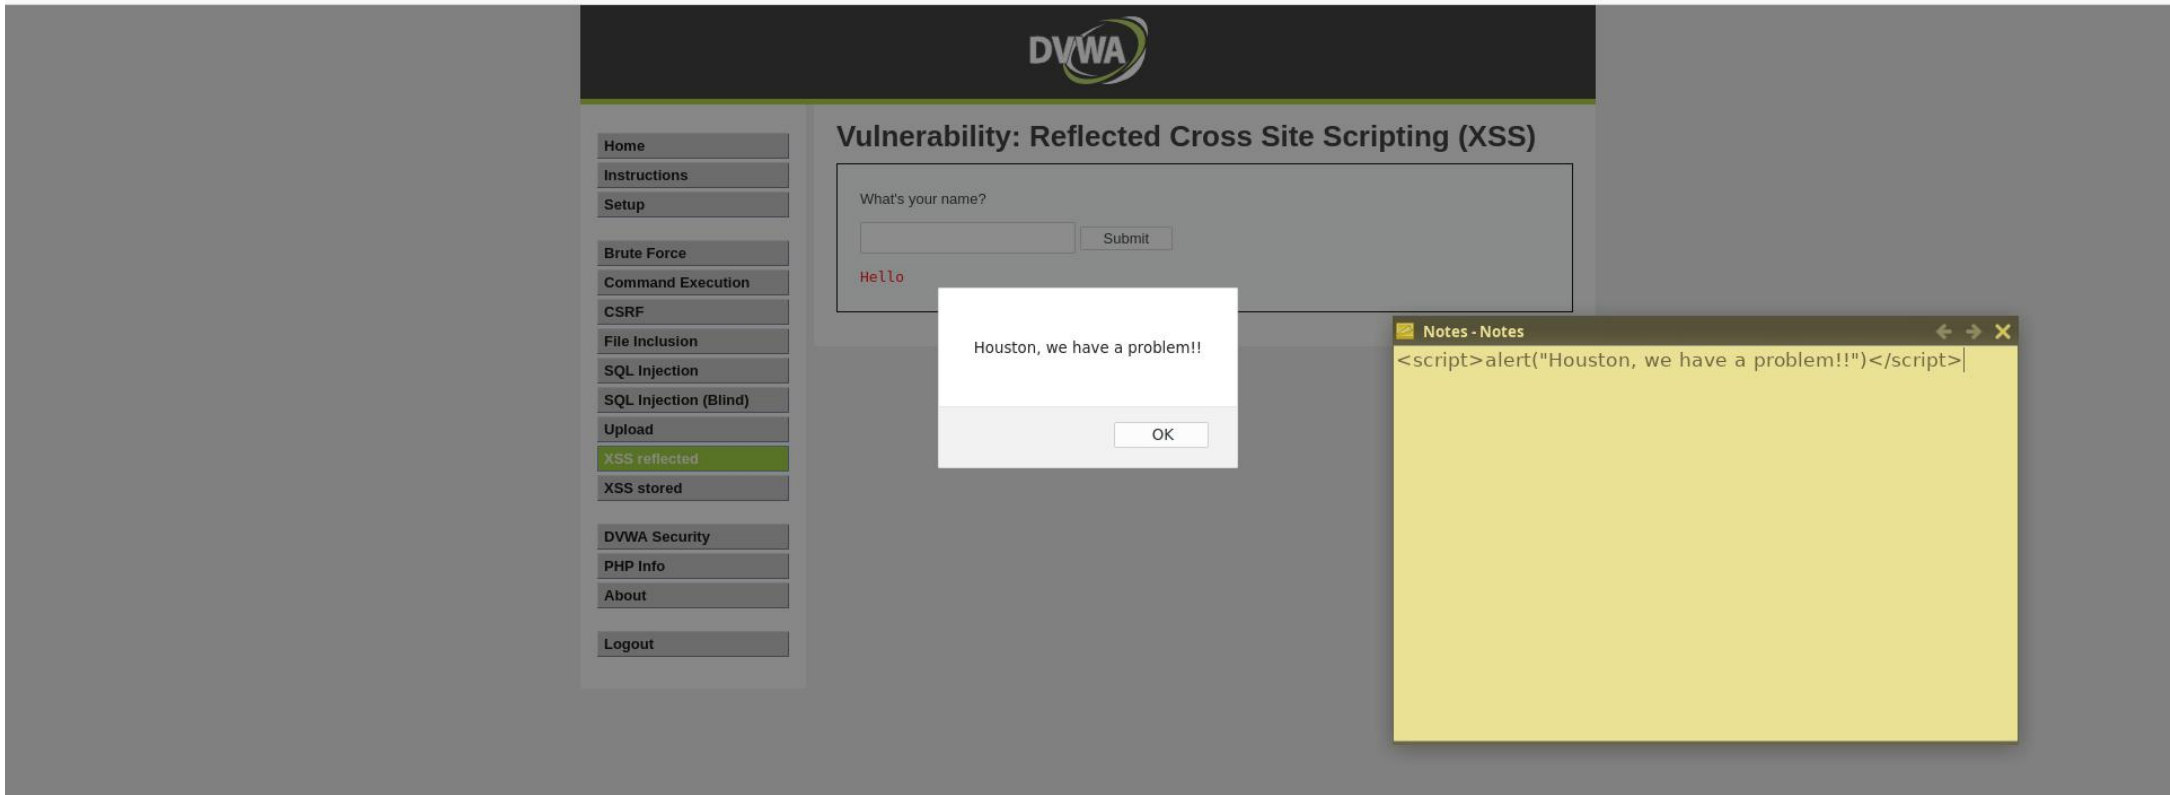 DVWA
Home
Instructions
Setup
Brute Force
Command Execution
CSRF
File Inclusion
SQL Injection
SQL Injection (Blind)
Upload
XSS reflected
XSS stored
DVWA Security
PHP Info
About
Logout
Vulnerability: Reflected Cross Site Scripting (XSS)
What's your name?
Submit
Hello
Houston, we have a problem!!
OK
Notes - Notes
<script>alert("Houston, we have a problem!!")</script>